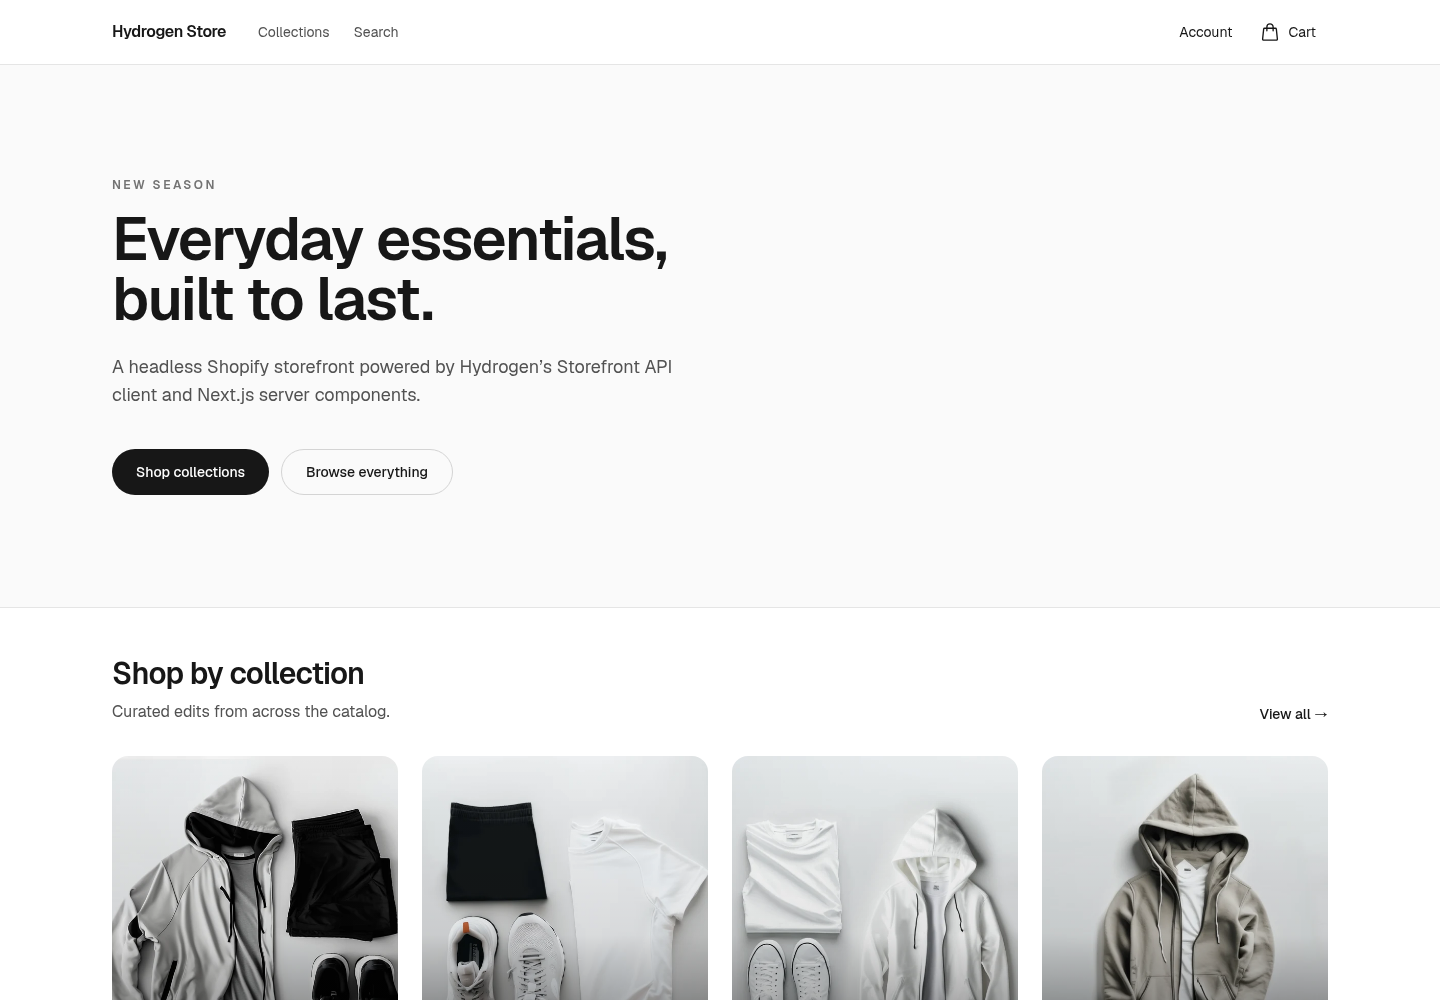 Hydrogen Store
Collections
Search
Account
Cart
NEW SEASON
Everyday essentials,
built to last.
A headless Shopify storefront powered by Hydrogen’s Storefront API
client and Next.js server components.
Shop collections
Browse everything
Shop by collection
Curated edits from across the catalog.
View all →